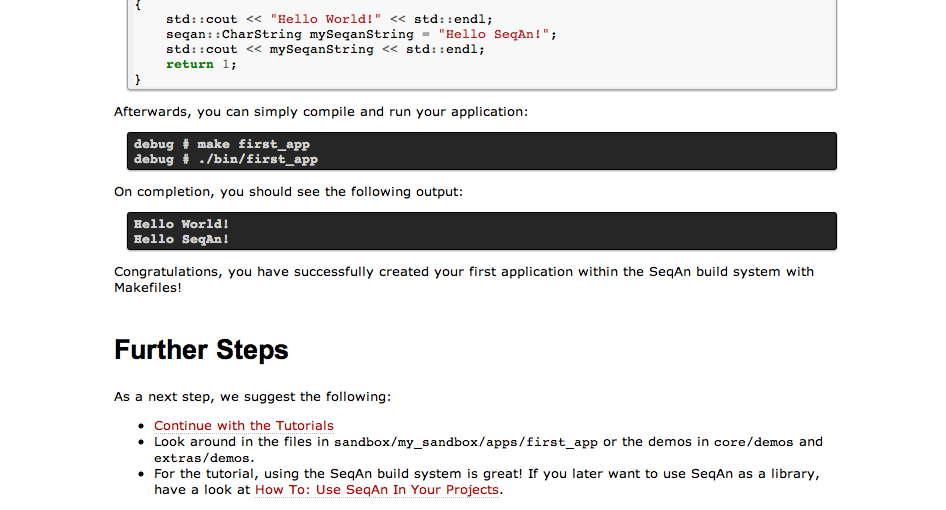 {
    std::cout << "Hello World!" << std::endl;
    seqan::CharString mySeqanString = "Hello SeqAn!";
    std::cout << mySeqanString << std::endl;
    return 1;
}
Afterwards, you can simply compile and run your application:
debug # make first_app
debug # ./bin/first_app
On completion, you should see the following output:
Hello World!
Hello SeqAn!
Congratulations, you have successfully created your first application within the SeqAn build system with
Makefiles!
Further Steps
As a next step, we suggest the following:
• Continue with the Tutorials
• Look around in the files in sandbox/my_sandbox/apps/first_app or the demos in core/demos and
extras/demos.
• For the tutorial, using the SeqAn build system is great! If you later want to use SeqAn as a library,
have a look at How To: Use SeqAn In Your Projects.